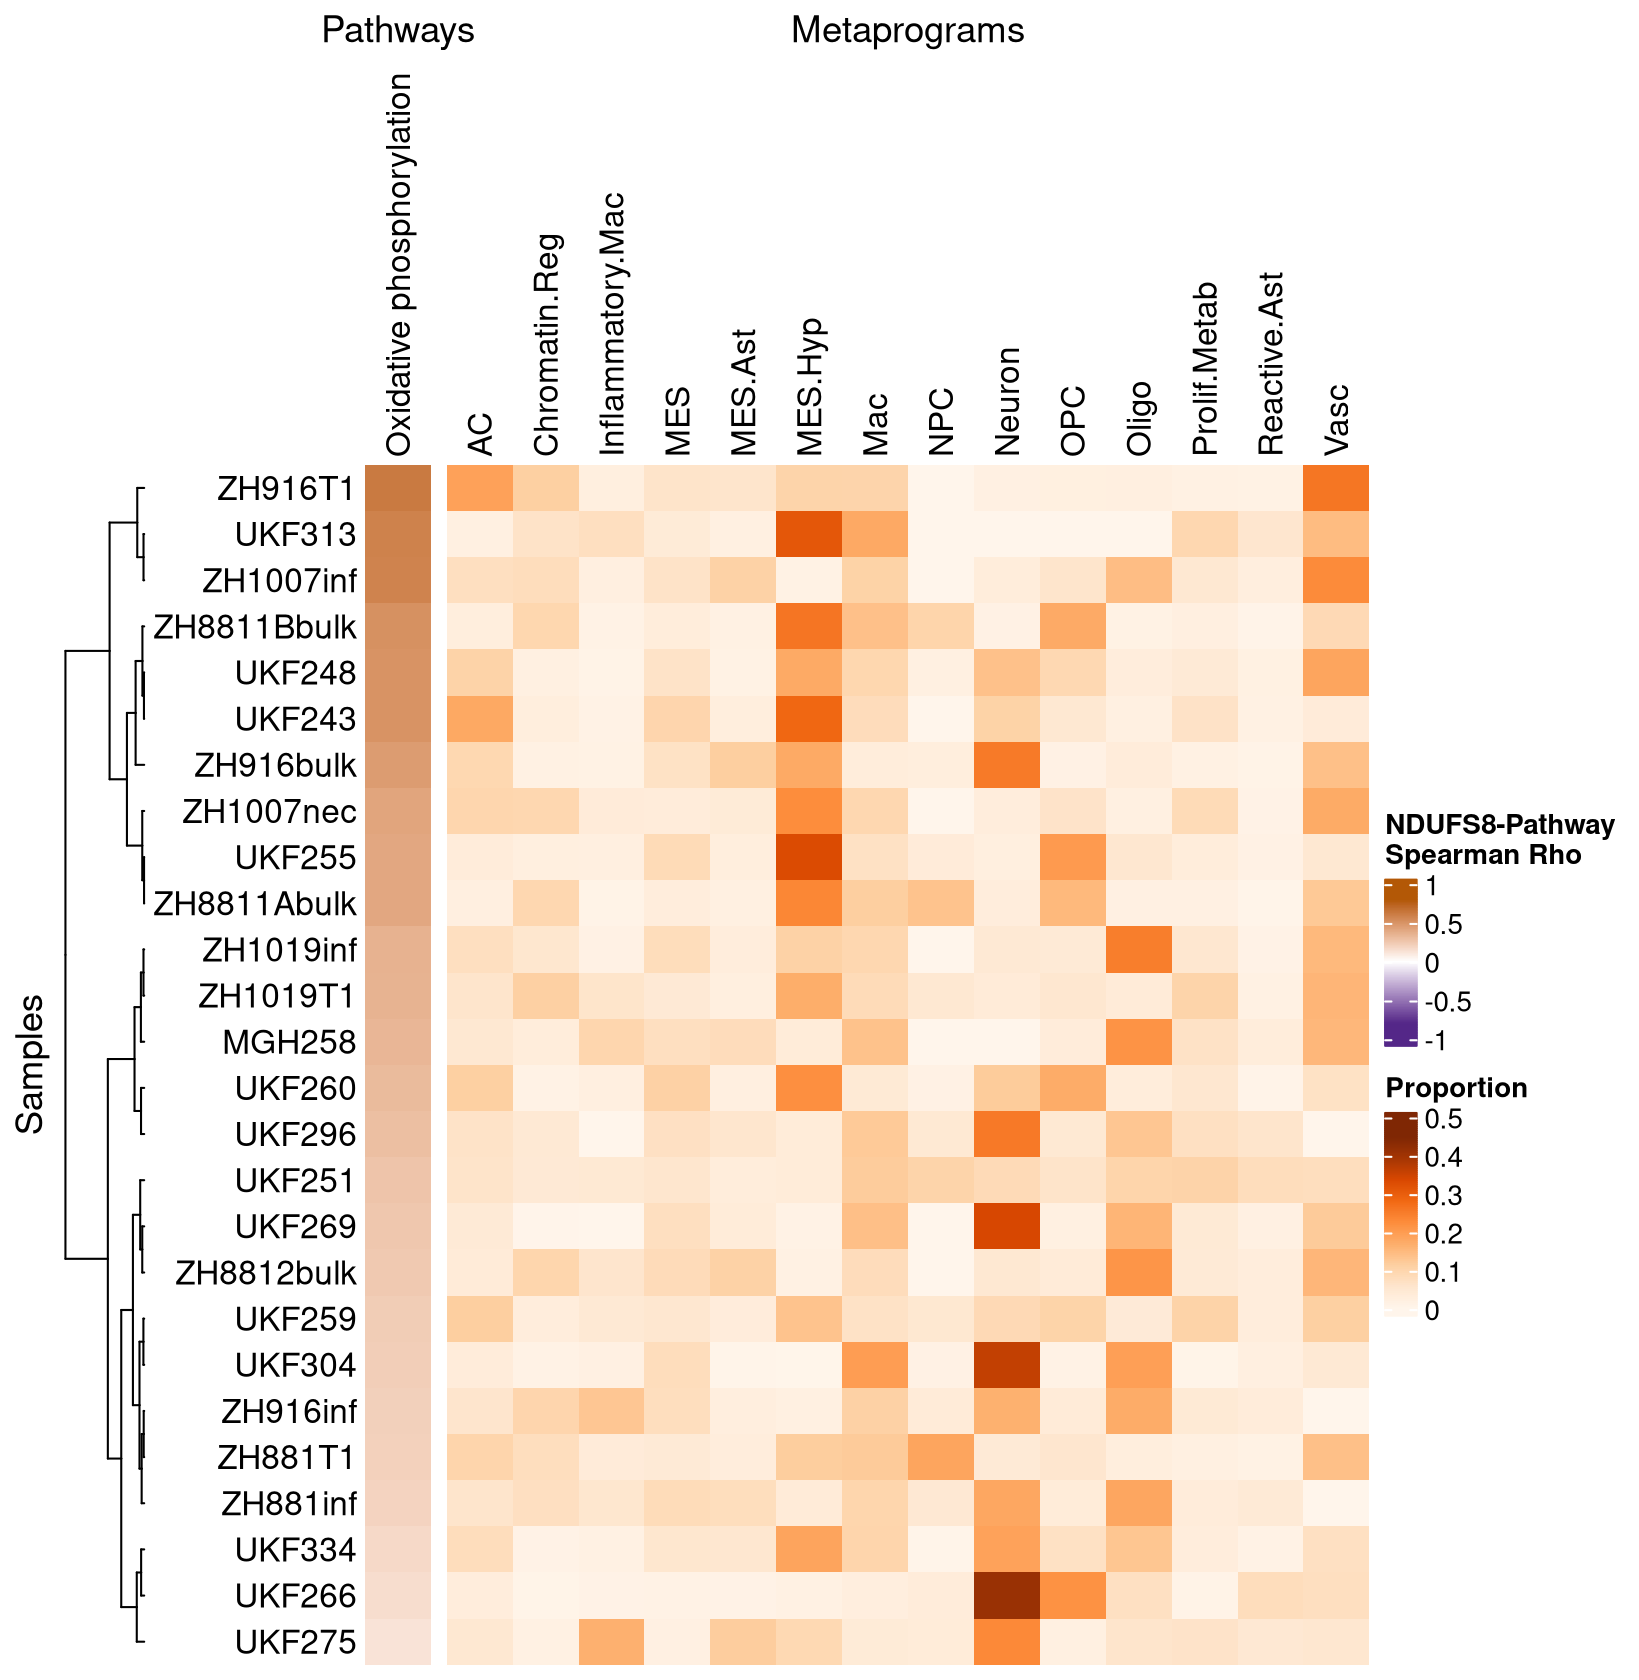 Pathways
Metaprograms
Oxidative phosphorylation
AC
Chromatin.Reg
Inflammatory.Mac
MES
MES.Ast
MES.Hyp
Mac
NPC
Neuron
OPC
Oligo
Prolif.Metab
Reactive.Ast
Vasc
Samples
ZH916T1
UKF313
ZH1007inf
ZH8811Bbulk
UKF248
UKF243
ZH916bulk
ZH1007nec
UKF255
ZH8811Abulk
ZH1019inf
ZH1019T1
MGH258
UKF260
UKF296
UKF251
UKF269
ZH8812bulk
UKF259
UKF304
ZH916inf
ZH881T1
ZH881inf
UKF334
UKF266
UKF275
NDUFS8-Pathway
Spearman Rho
1
0.5
0
-0.5
-1
Proportion
0.5
0.4
0.3
0.2
0.1
0